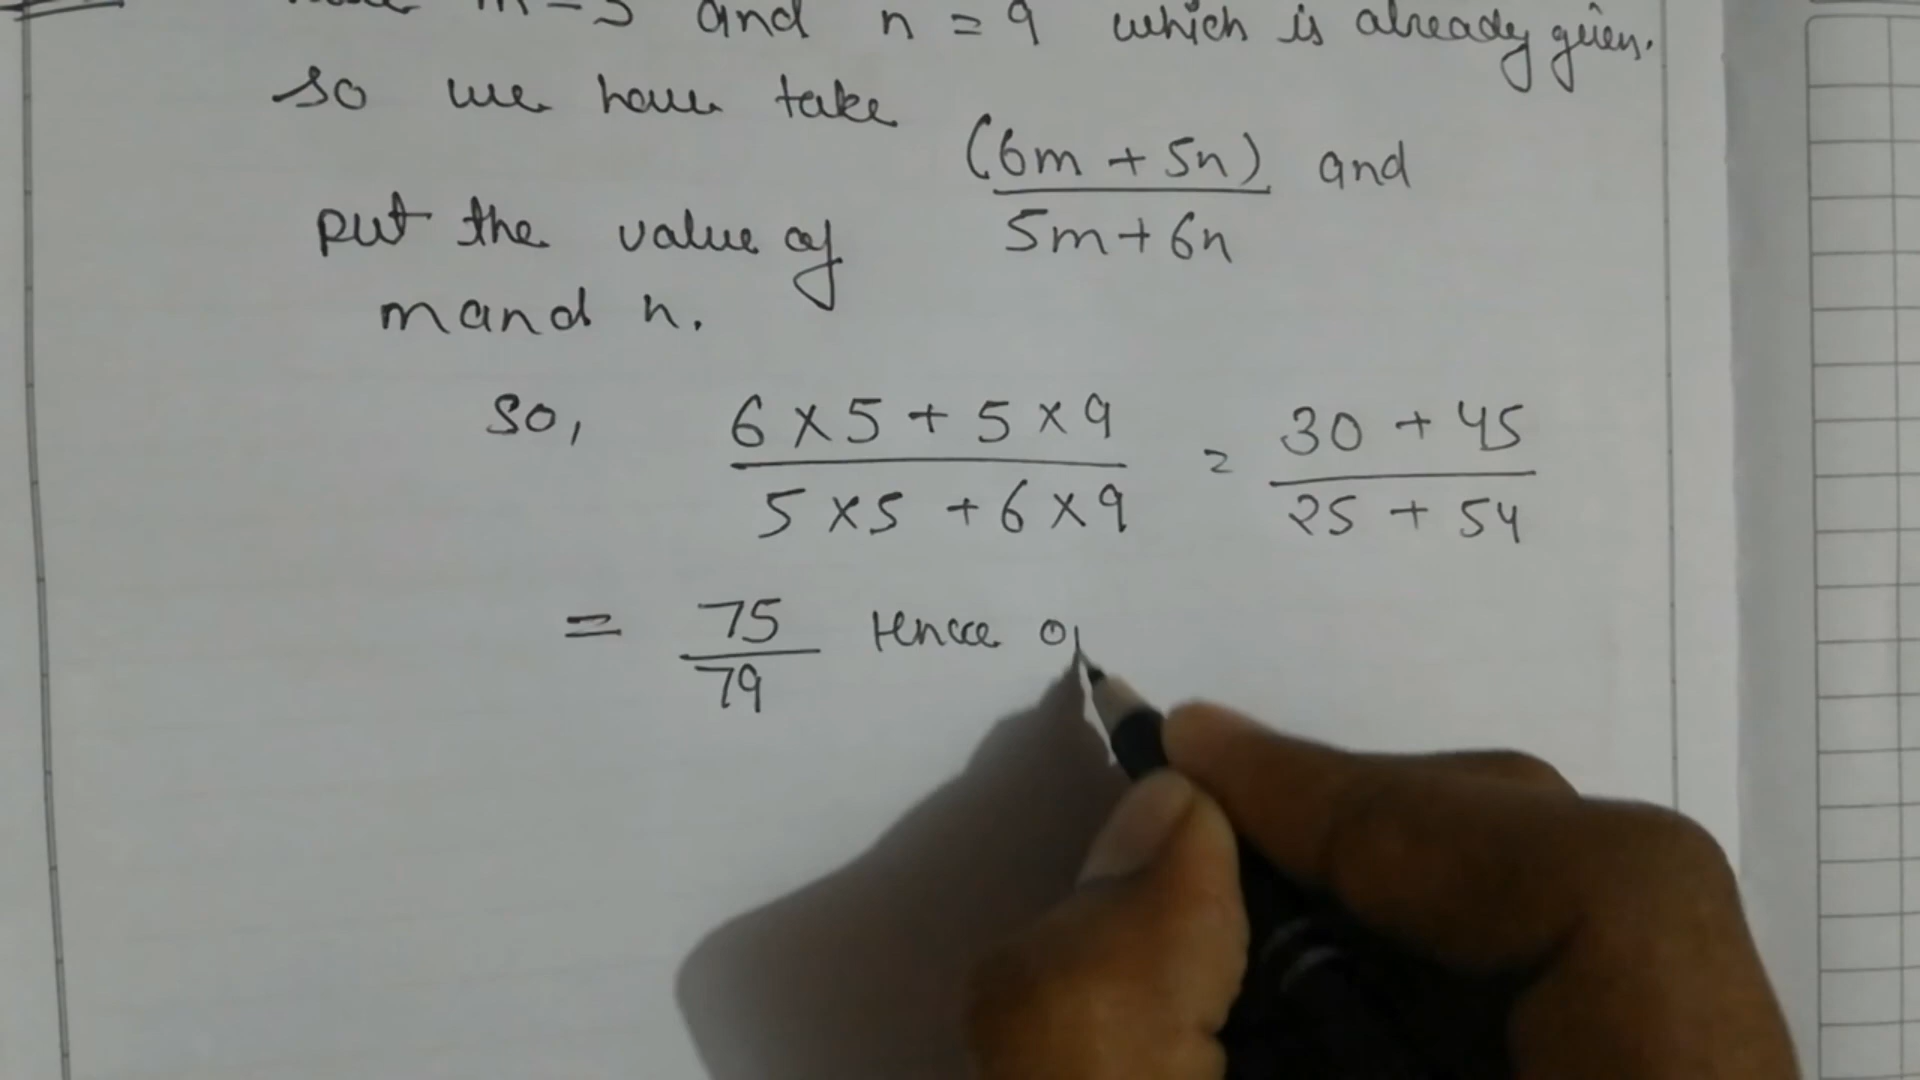 m = 5 and n = 9 which is already given.
so we have take
(6m + 5n) and
put the value of
5m + 6n
m and n.
so, 6 × 5 + 5 × 9 = 30 + 45
5 × 5 + 6 × 9 25 + 54
= 75 Hence
79